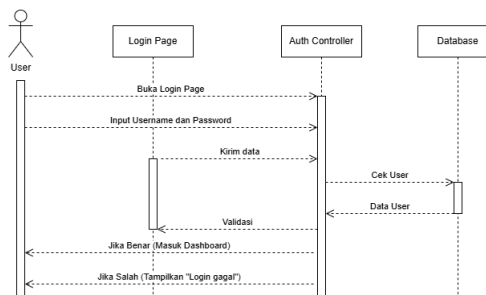 Login Page
Auth Controller
Database
User
Buka Login Page
Input Username dan Password
Kirim data
Cek User
Data User
Validasi
Jika Benar (Masuk Dashboard)
Jika Salah (Tampilkan "Login gagal")